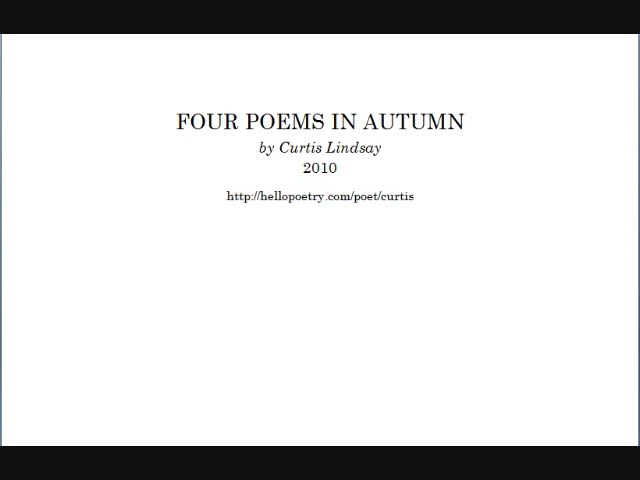 FOUR POEMS IN AUTUMN
by Curtis Lindsay
2010
http://hellopoetry.com/poet/curtis